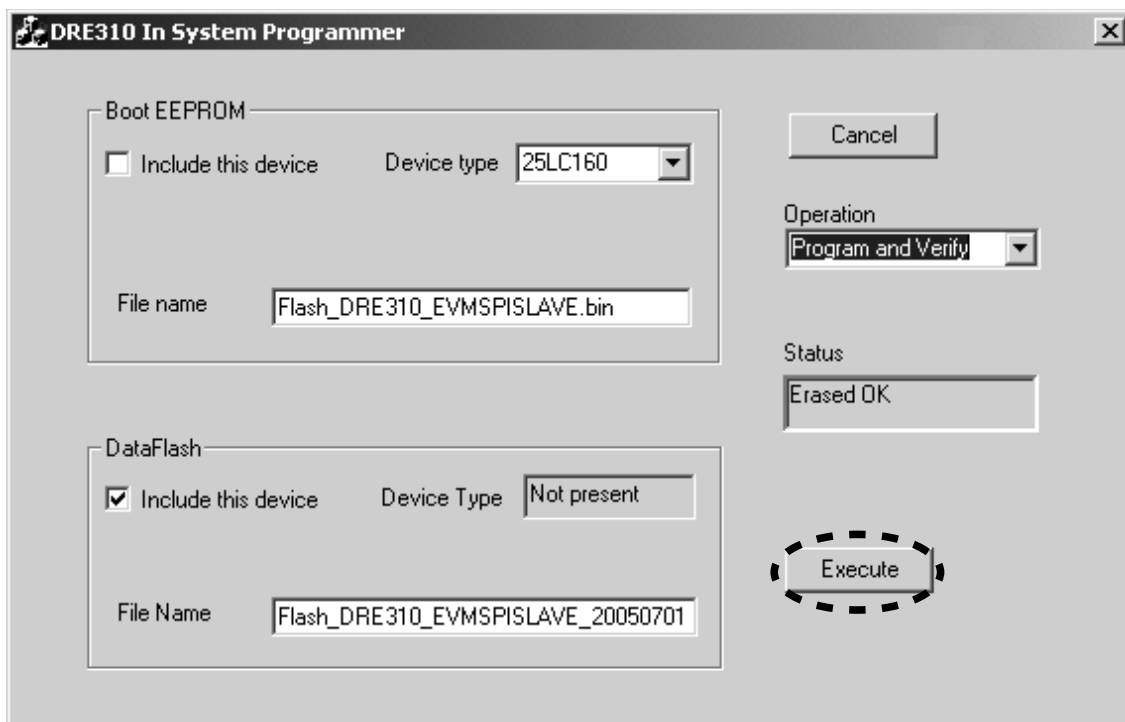 DRE310 In System Programmer
Boot EEPROM
Include this device
Device type
25LC160
File name
Flash_DRE310_EVMSPISLAVE.bin
Cancel
Operation
Program and Verify
Status
Erased OK
DataFlash
Include this device
Device Type
Not present
File Name
Flash_DRE310_EVMSPISLAVE_20050701
Execute